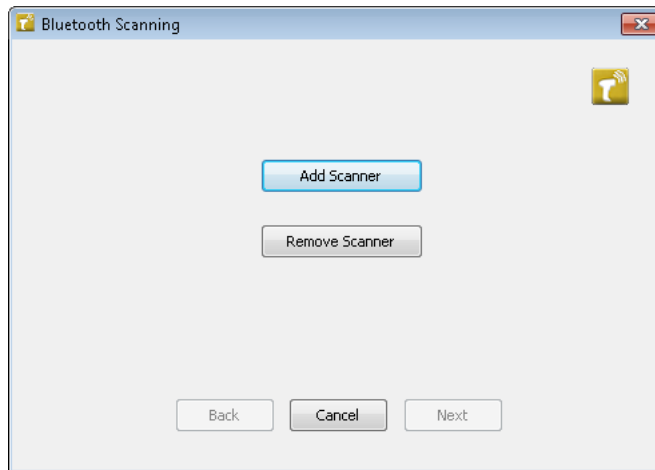 Bluetooth Scanning
Add Scanner
Remove Scanner
Back Cancel Next